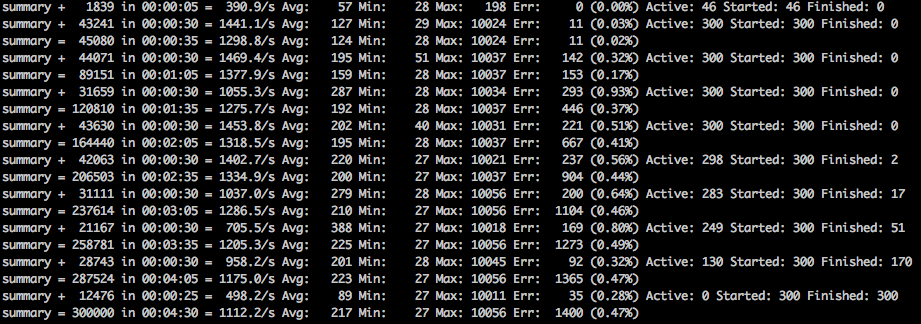 summary +   1839 in 00:00:05 =  390.9/s Avg:    57 Min:    28 Max:   198 Err:     0 (0.00%) Active: 46 Started: 46 Finished: 0
summary +  43241 in 00:00:30 = 1441.1/s Avg:   127 Min:    29 Max: 10024 Err:    11 (0.03%) Active: 300 Started: 300 Finished: 0
summary =  45080 in 00:00:35 = 1298.8/s Avg:   124 Min:    28 Max: 10024 Err:    11 (0.02%)
summary +  44071 in 00:00:30 = 1469.4/s Avg:   195 Min:    51 Max: 10037 Err:   142 (0.32%) Active: 300 Started: 300 Finished: 0
summary =  89151 in 00:01:05 = 1377.9/s Avg:   159 Min:    28 Max: 10037 Err:   153 (0.17%)
summary +  31659 in 00:00:30 = 1055.3/s Avg:   287 Min:    28 Max: 10034 Err:   293 (0.93%) Active: 300 Started: 300 Finished: 0
summary = 120810 in 00:01:35 = 1275.7/s Avg:   192 Min:    28 Max: 10037 Err:   446 (0.37%)
summary +  43630 in 00:00:30 = 1453.8/s Avg:   202 Min:    40 Max: 10031 Err:   221 (0.51%) Active: 300 Started: 300 Finished: 0
summary = 164440 in 00:02:05 = 1318.5/s Avg:   195 Min:    28 Max: 10037 Err:   667 (0.41%)
summary +  42063 in 00:00:30 = 1402.7/s Avg:   220 Min:    27 Max: 10021 Err:   237 (0.56%) Active: 298 Started: 300 Finished: 2
summary = 206503 in 00:02:35 = 1334.9/s Avg:   200 Min:    27 Max: 10037 Err:   904 (0.44%)
summary +  31111 in 00:00:30 = 1037.0/s Avg:   279 Min:    28 Max: 10056 Err:   200 (0.64%) Active: 283 Started: 300 Finished: 17
summary = 237614 in 00:03:05 = 1286.5/s Avg:   210 Min:    27 Max: 10056 Err:  1104 (0.46%)
summary +  21167 in 00:00:30 =  705.5/s Avg:   388 Min:    27 Max: 10018 Err:   169 (0.80%) Active: 249 Started: 300 Finished: 51
summary = 258781 in 00:03:35 = 1205.3/s Avg:   225 Min:    27 Max: 10056 Err:  1273 (0.49%)
summary +  28743 in 00:00:30 =  958.2/s Avg:   201 Min:    28 Max: 10045 Err:    92 (0.32%) Active: 130 Started: 300 Finished: 170
summary = 287524 in 00:04:05 = 1175.0/s Avg:   223 Min:    27 Max: 10056 Err:  1365 (0.47%)
summary +  12476 in 00:00:25 =  498.2/s Avg:    89 Min:    27 Max: 10011 Err:    35 (0.28%) Active: 0 Started: 300 Finished: 300
summary = 300000 in 00:04:30 = 1112.2/s Avg:   217 Min:    27 Max: 10056 Err:  1400 (0.47%)